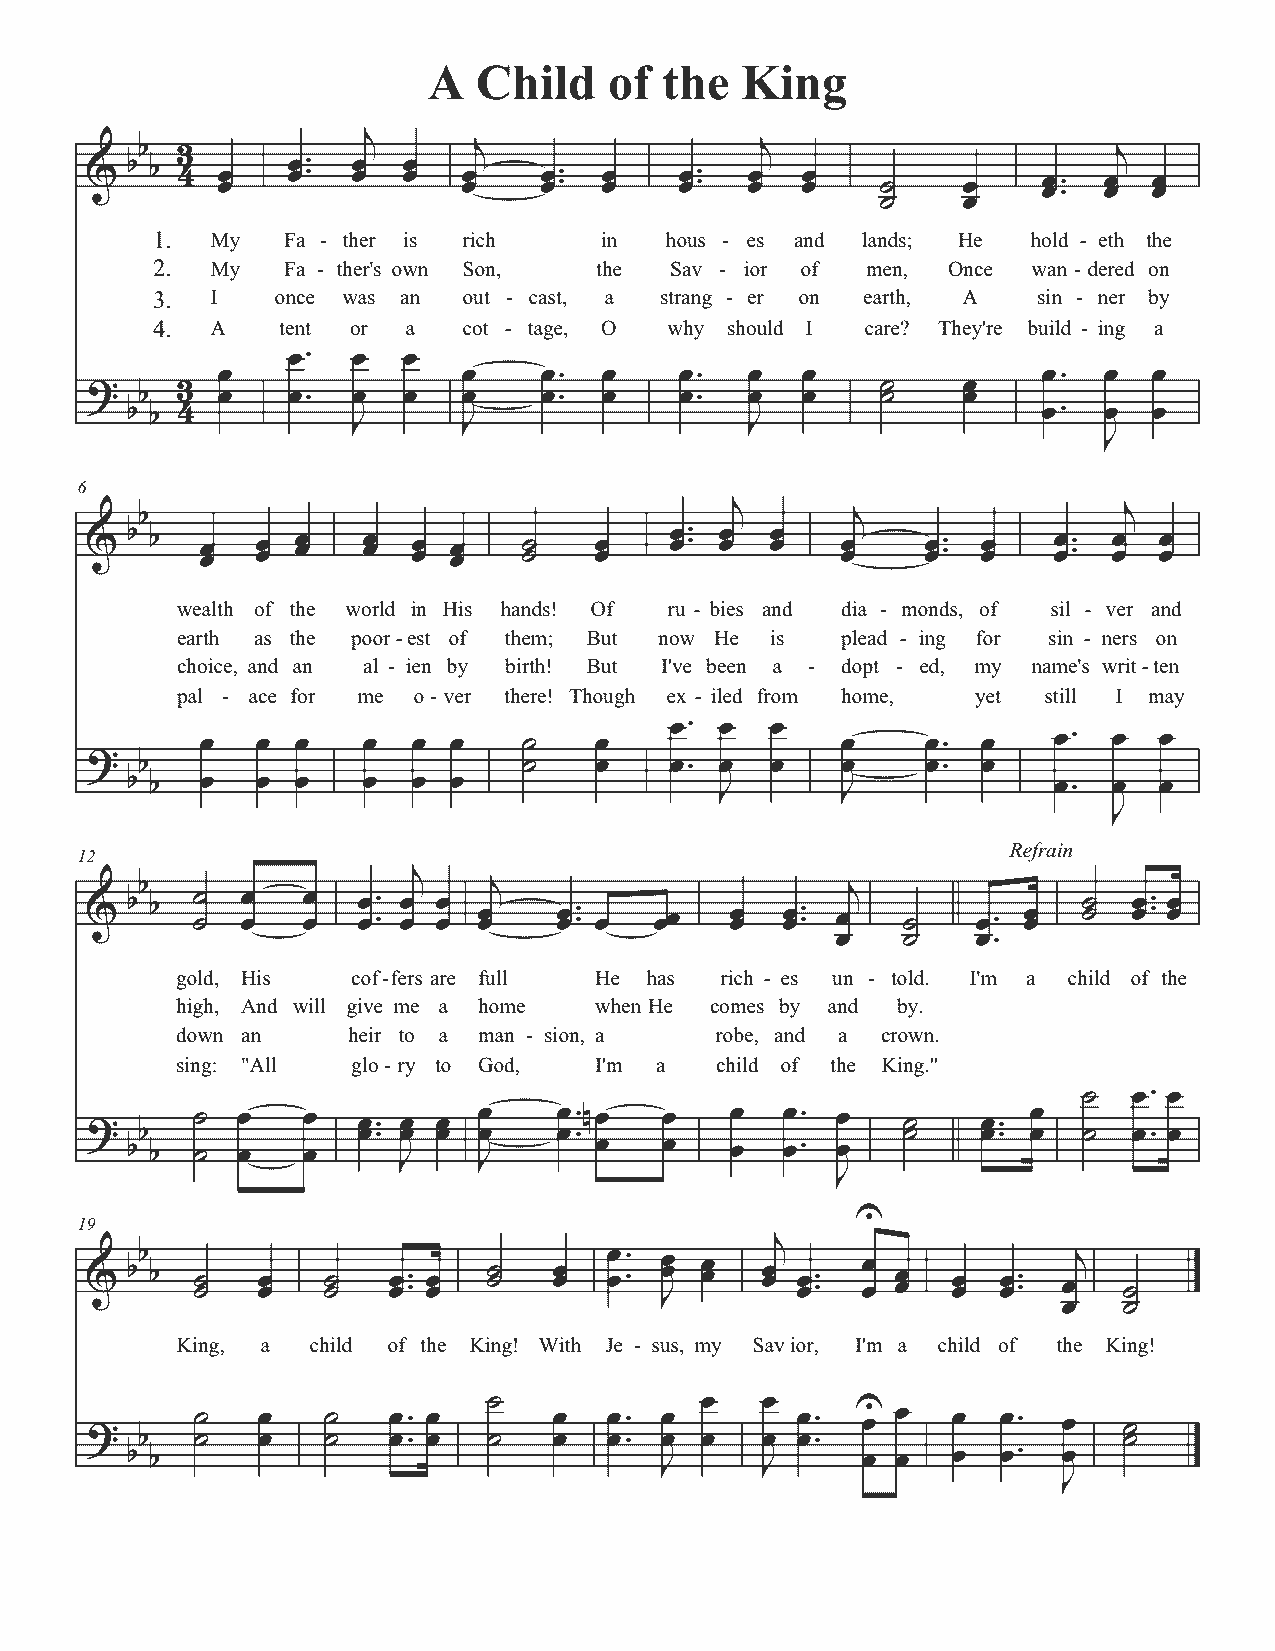 A Child of the King
1. My Fa - ther is rich in hous - es and lands; He hold - eth the
2. My Fa - ther's own Son, the Sav - ior of men, Once wan - dered on
3. I once was an out - cast, a strang - er on earth, A sin - ner by
4. A tent or a cot - tage, O why should I care? They're build - ing a
6
wealth of the world in His hands! Of ru - bies and dia - monds, of sil - ver and
earth as the poor - est of them; But now He is plead - ing for sin - ners on
choice, and an al - ien by birth! But I've been a - dopt - ed, my name's writ - ten
pal - ace for me o - ver there! Though ex - iled from home, yet still I may
12
Refrain
gold, His cof - fers are full He has rich - es un - told. I'm a child of the
high, And will give me a home when He comes by and by.
down an heir to a man - sion, a robe, and a crown.
sing: "All glo - ry to God, I'm a child of the King."
19
King, a child of the King! With Je - sus, my Sav ior, I'm a child of the King!